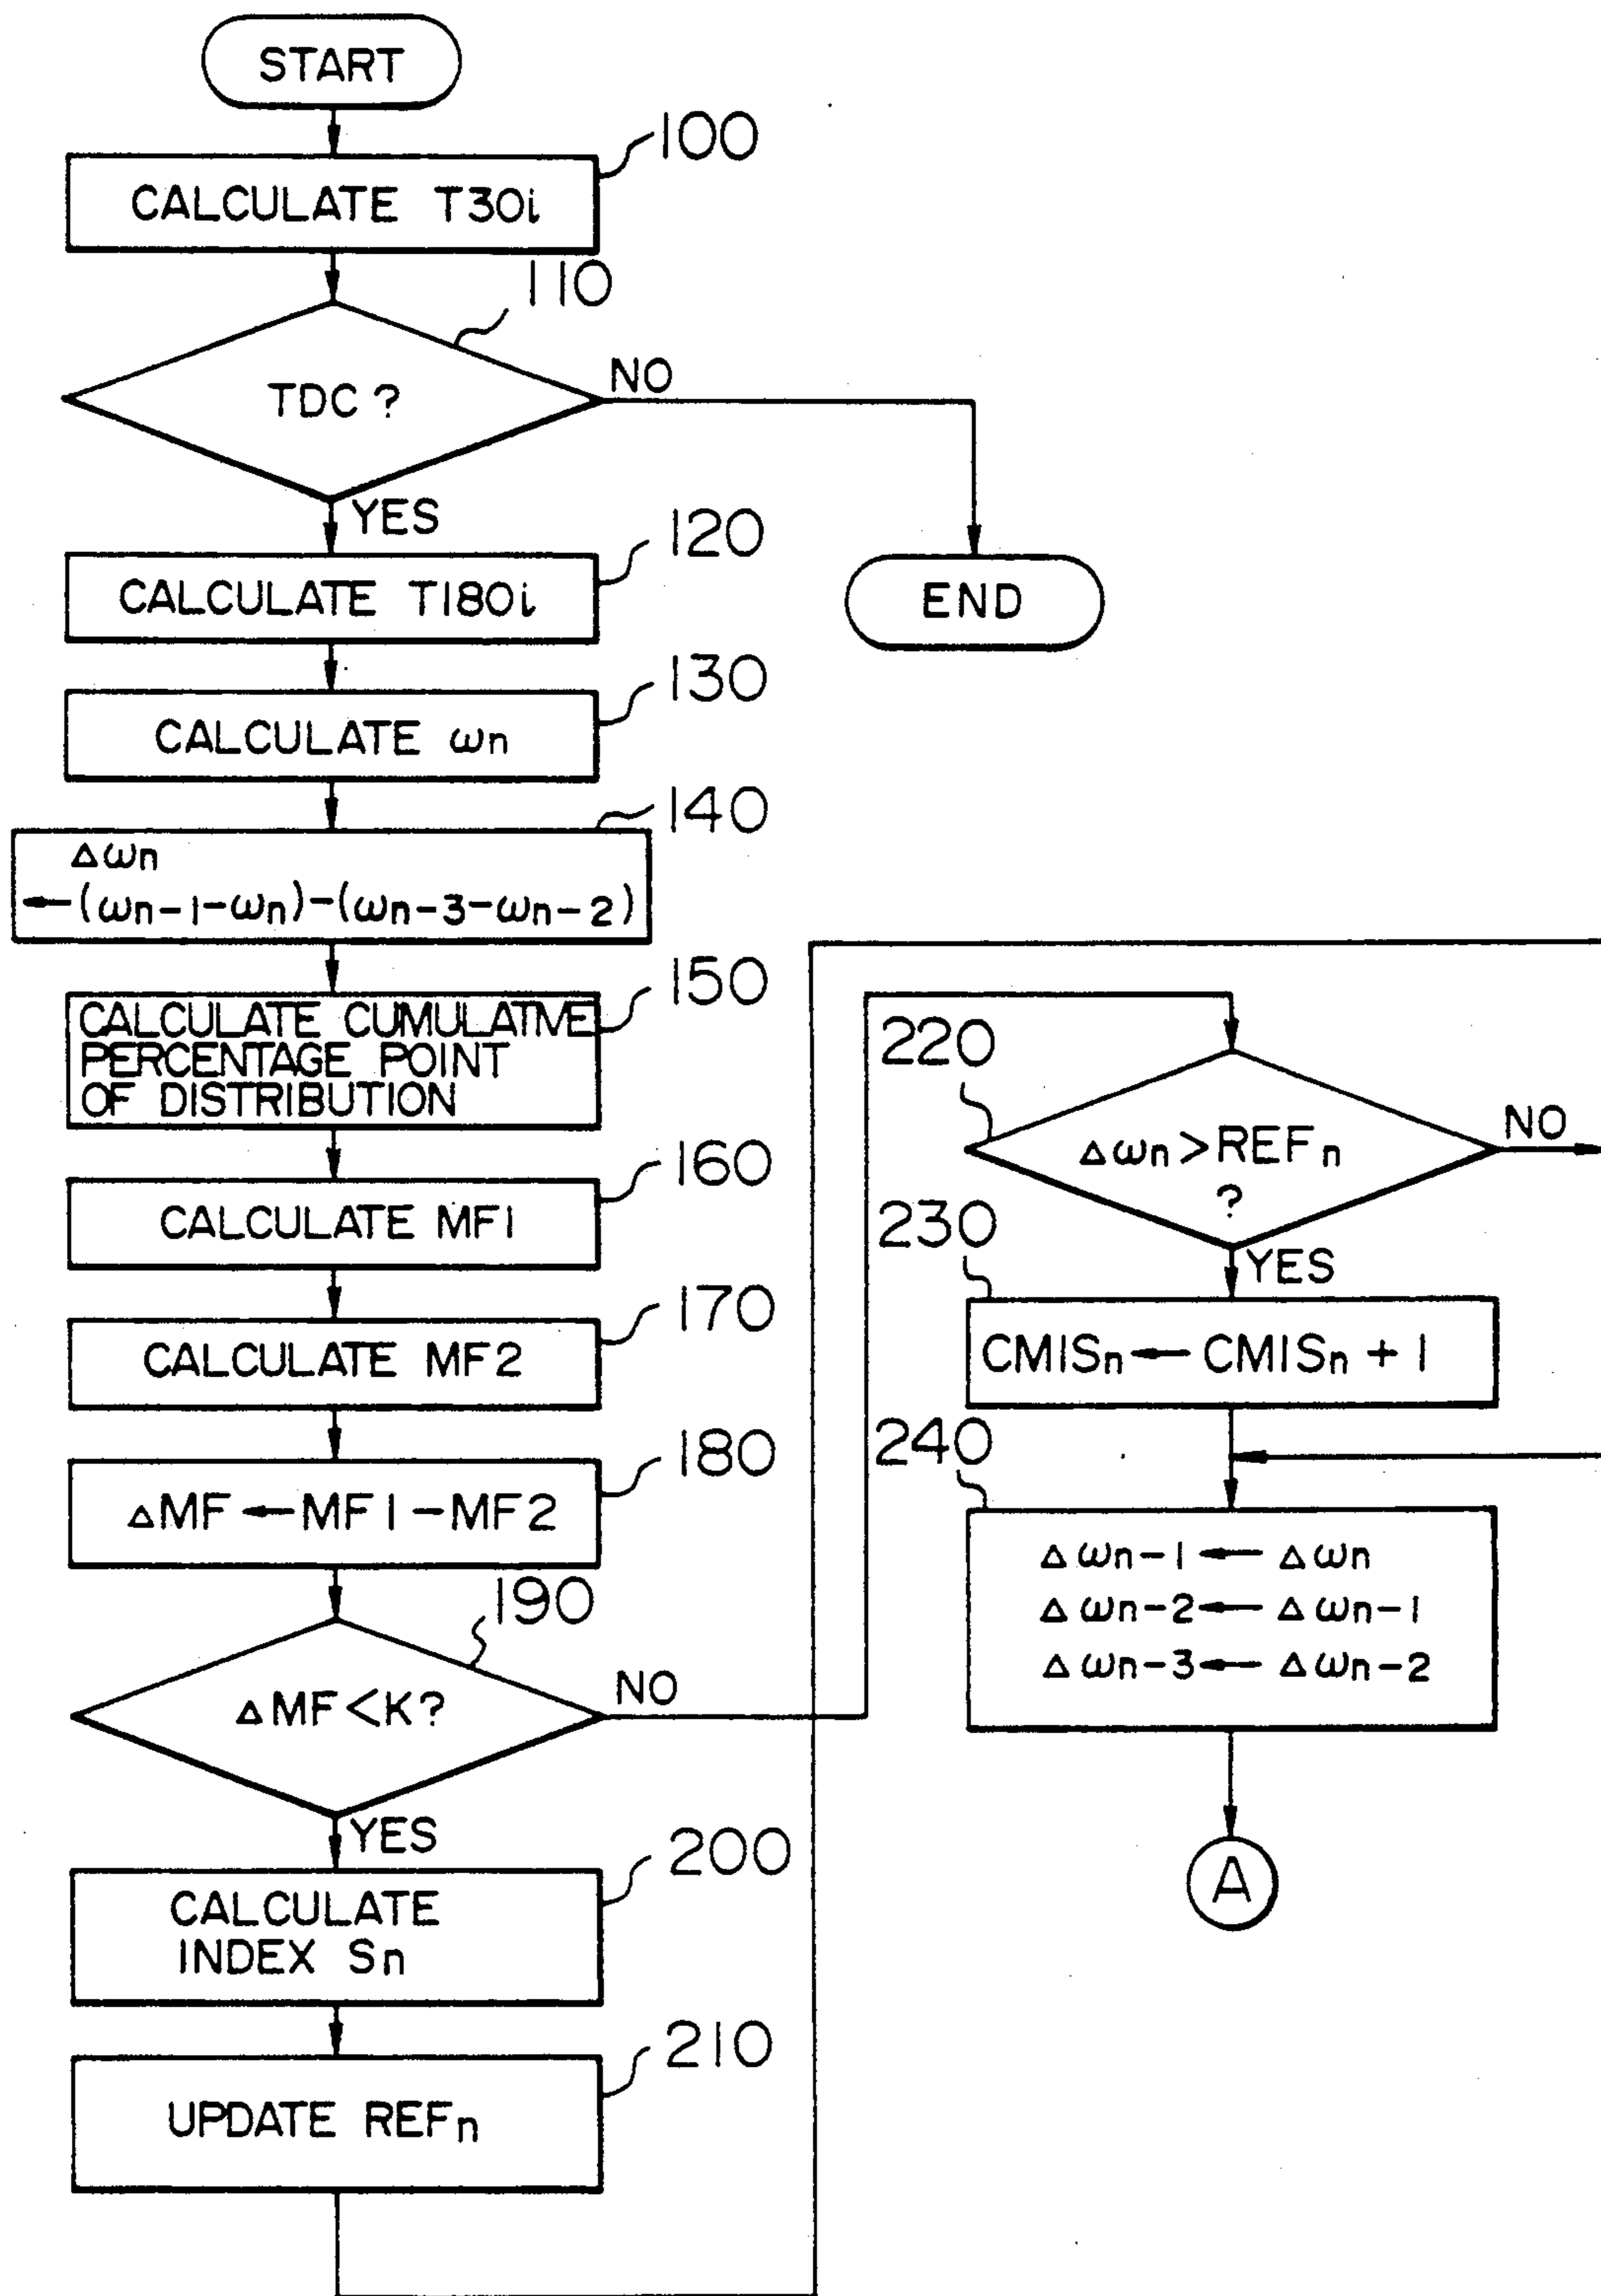 START
100
CALCULATE T30i
110
TDC ?
NO
YES
END
120
CALCULATE T180i
130
CALCULATE ωn
140
Δωn
←(ωn-1-ωn)-(ωn-3-ωn-2)
150
CALCULATE CUMULATIVE
PERCENTAGE POINT
OF DISTRIBUTION
160
CALCULATE MF1
170
CALCULATE MF2
180
ΔMF ← MF1 - MF2
190
ΔMF < K?
NO
YES
200
CALCULATE
INDEX Sn
210
UPDATE REFn
220
Δωn > REFn
?
NO
YES
230
CMISn ← CMISn + 1
240
Δωn-1 ← Δωn
Δωn-2 ← Δωn-1
Δωn-3 ← Δωn-2
A